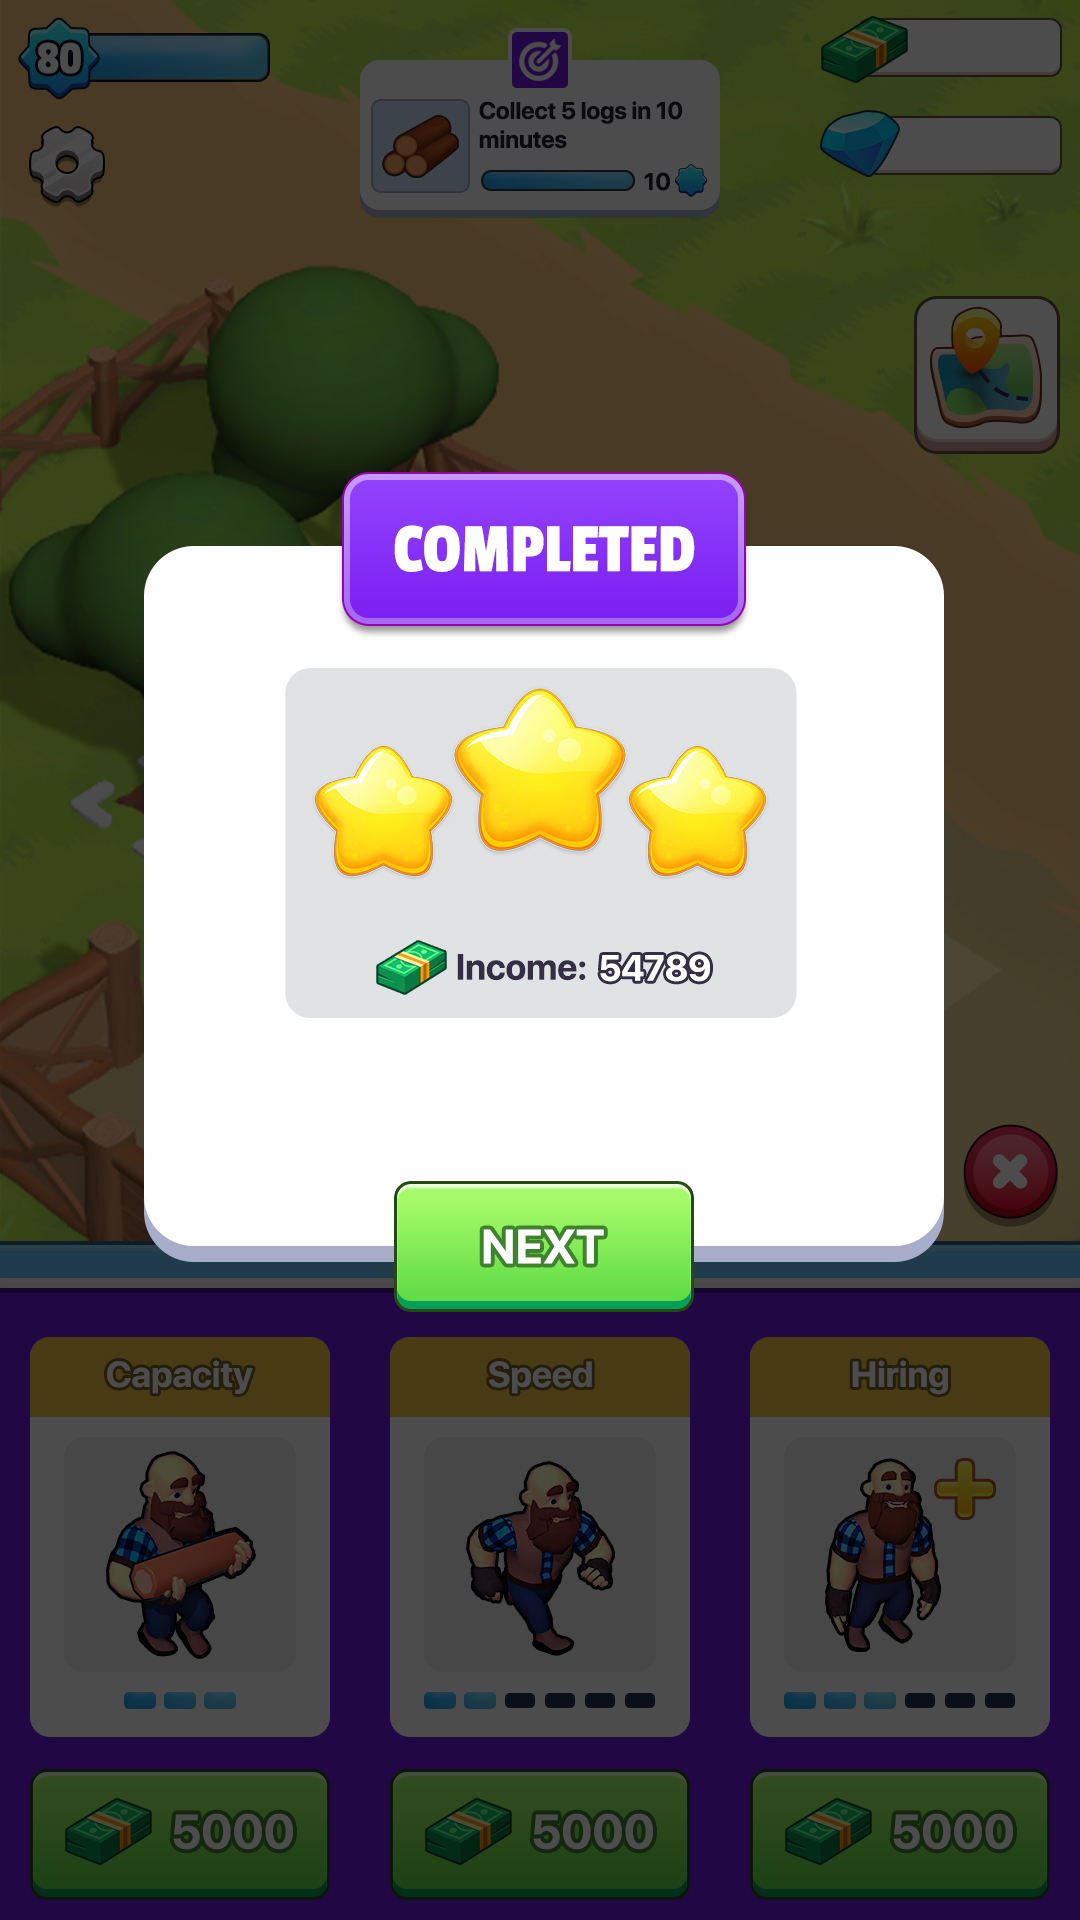 80
Collect 5 logs in 10
minutes
10
COMPLETED
Income: 54789
NEXT
Capacity
Speed
Hiring
5000
5000
5000